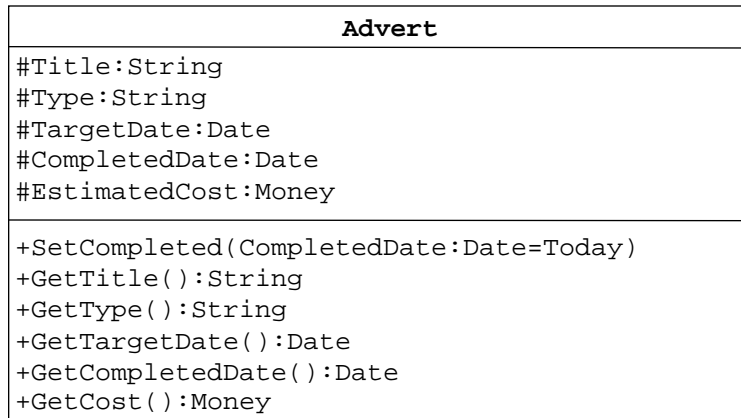 Advert
#Title:String
#Type:String
#TargetDate:Date
#CompletedDate:Date
#EstimatedCost:Money
+SetCompleted(CompletedDate:Date=Today)
+GetTitle():String
+GetType():String
+GetTargetDate():Date
+GetCompletedDate():Date
+GetCost():Money